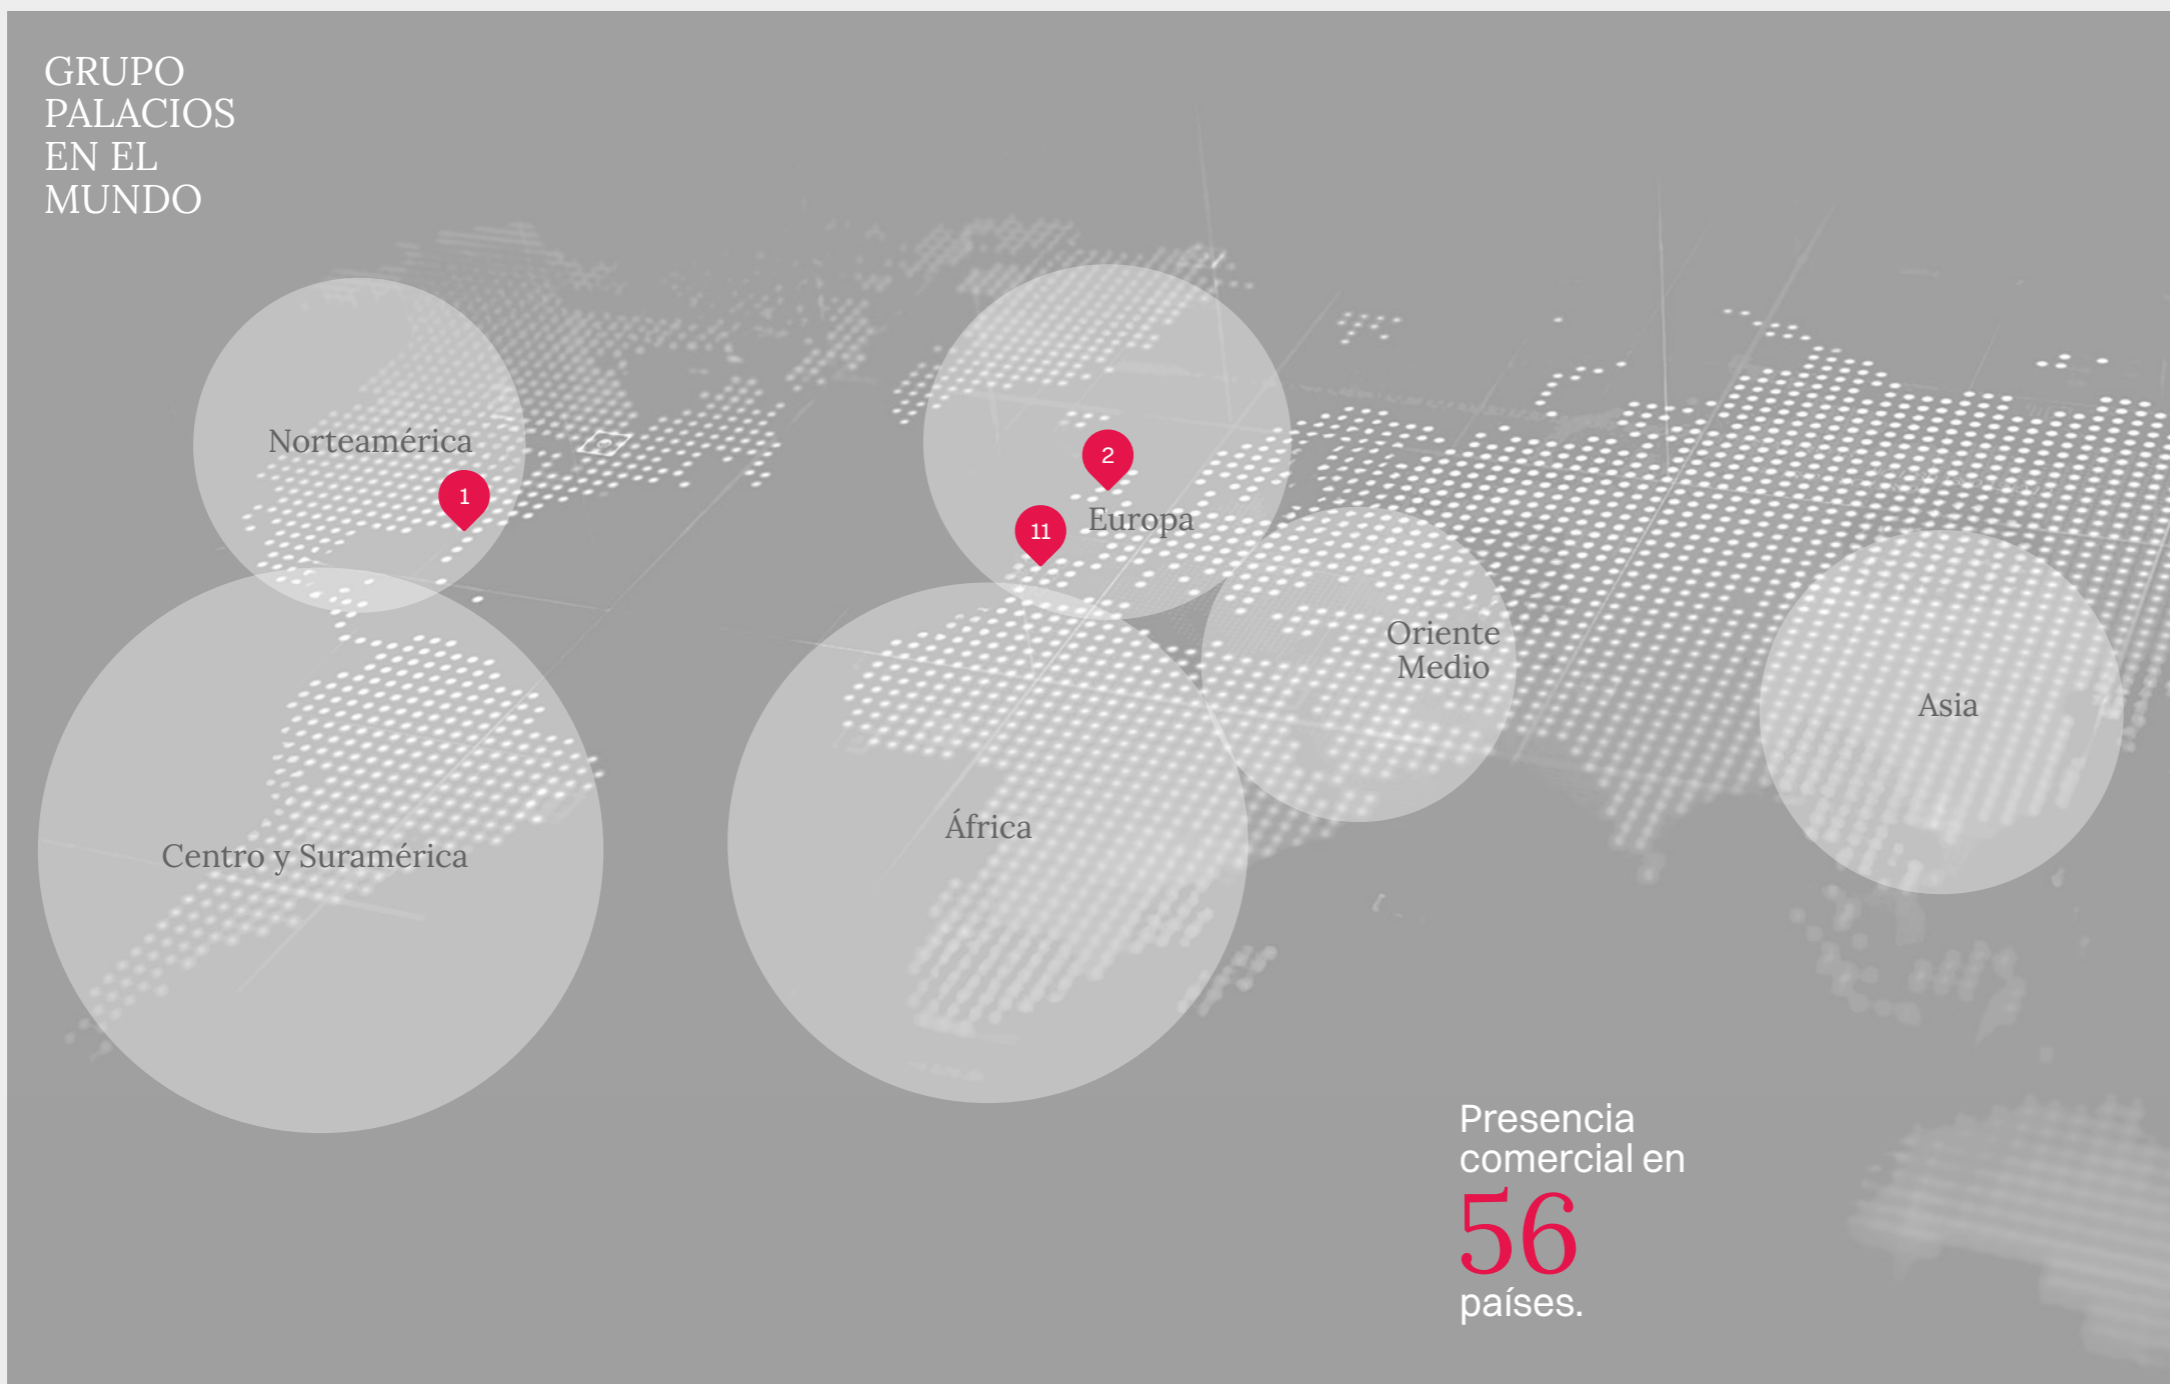 GRUPO
PALACIOS
EN EL
MUNDO
Norteamérica
1
2
11
Europa
Oriente
Medio
Asia
África
Centro y Suramérica
Presencia
comercial en
56
países.